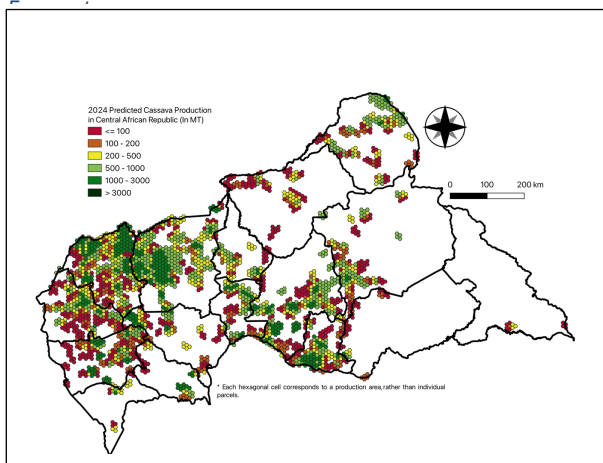 2024 Predicted Cassava Production
in Central African Republic (In MT)
<= 100
100 - 200
200 - 500
500 - 1000
1000 - 3000
> 3000
0 100 200 km
* Each hexagonal cell corresponds to a production area, rather than individual
parcels.